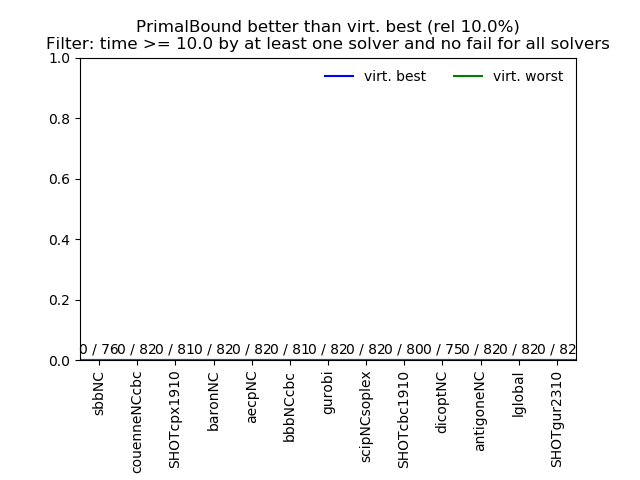 PrimalBound better than virt. best (rel 10.0%)
Filter: time >= 10.0 by at least one solver and no fail for all solvers
virt. best virt. worst
1.0
0.8
0.6
0.4
0.2
0.0
0 / 76 0 / 82 0 / 81 0 / 82 0 / 82 0 / 81 0 / 82 0 / 82 0 / 80 0 / 75 0 / 82 0 / 82 0 / 82
sbbNC
couenneNCcbc
SHOTcpx1910
baronNC
aecpNC
bbbNCcbc
gurobi
scipNCsoplex
SHOTcbc1910
dicoptNC
antigoneNC
lglobal
SHOTgur2310